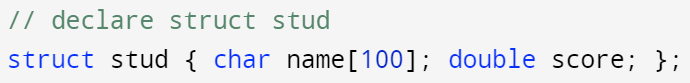 // declare struct stud
struct stud { char name[100]; double score; };